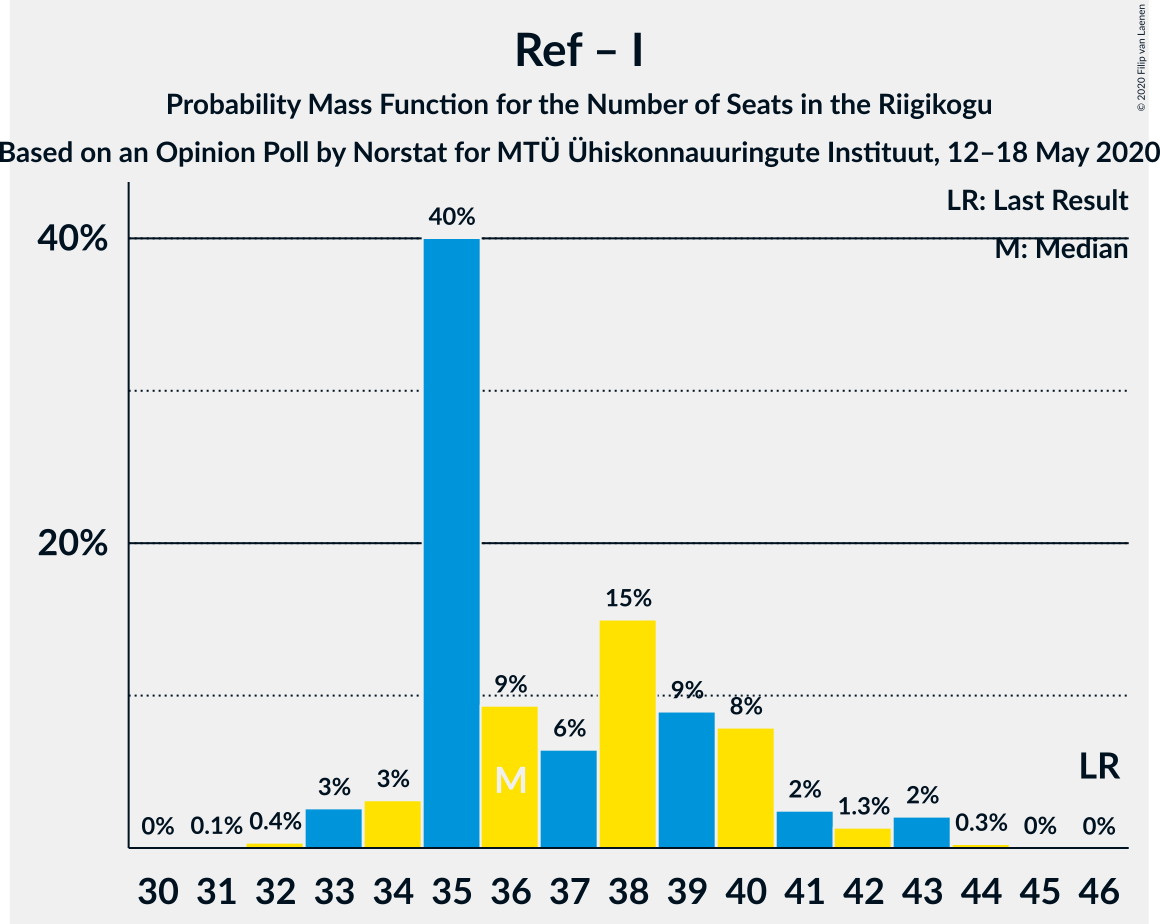 Ref – I
Probability Mass Function for the Number of Seats in the Riigikogu
Based on an Opinion Poll by Norstat for MTÜ Ühiskonnauuringute Instituut, 12–18 May 2020
© 2020 Filip van Laenen
LR: Last Result
M: Median
40%
20%
0%
0.1%
0.4%
3%
3%
40%
9%
6%
15%
9%
8%
2%
1.3%
2%
0.3%
0%
0%
M
LR
30 31 32 33 34 35 36 37 38 39 40 41 42 43 44 45 46